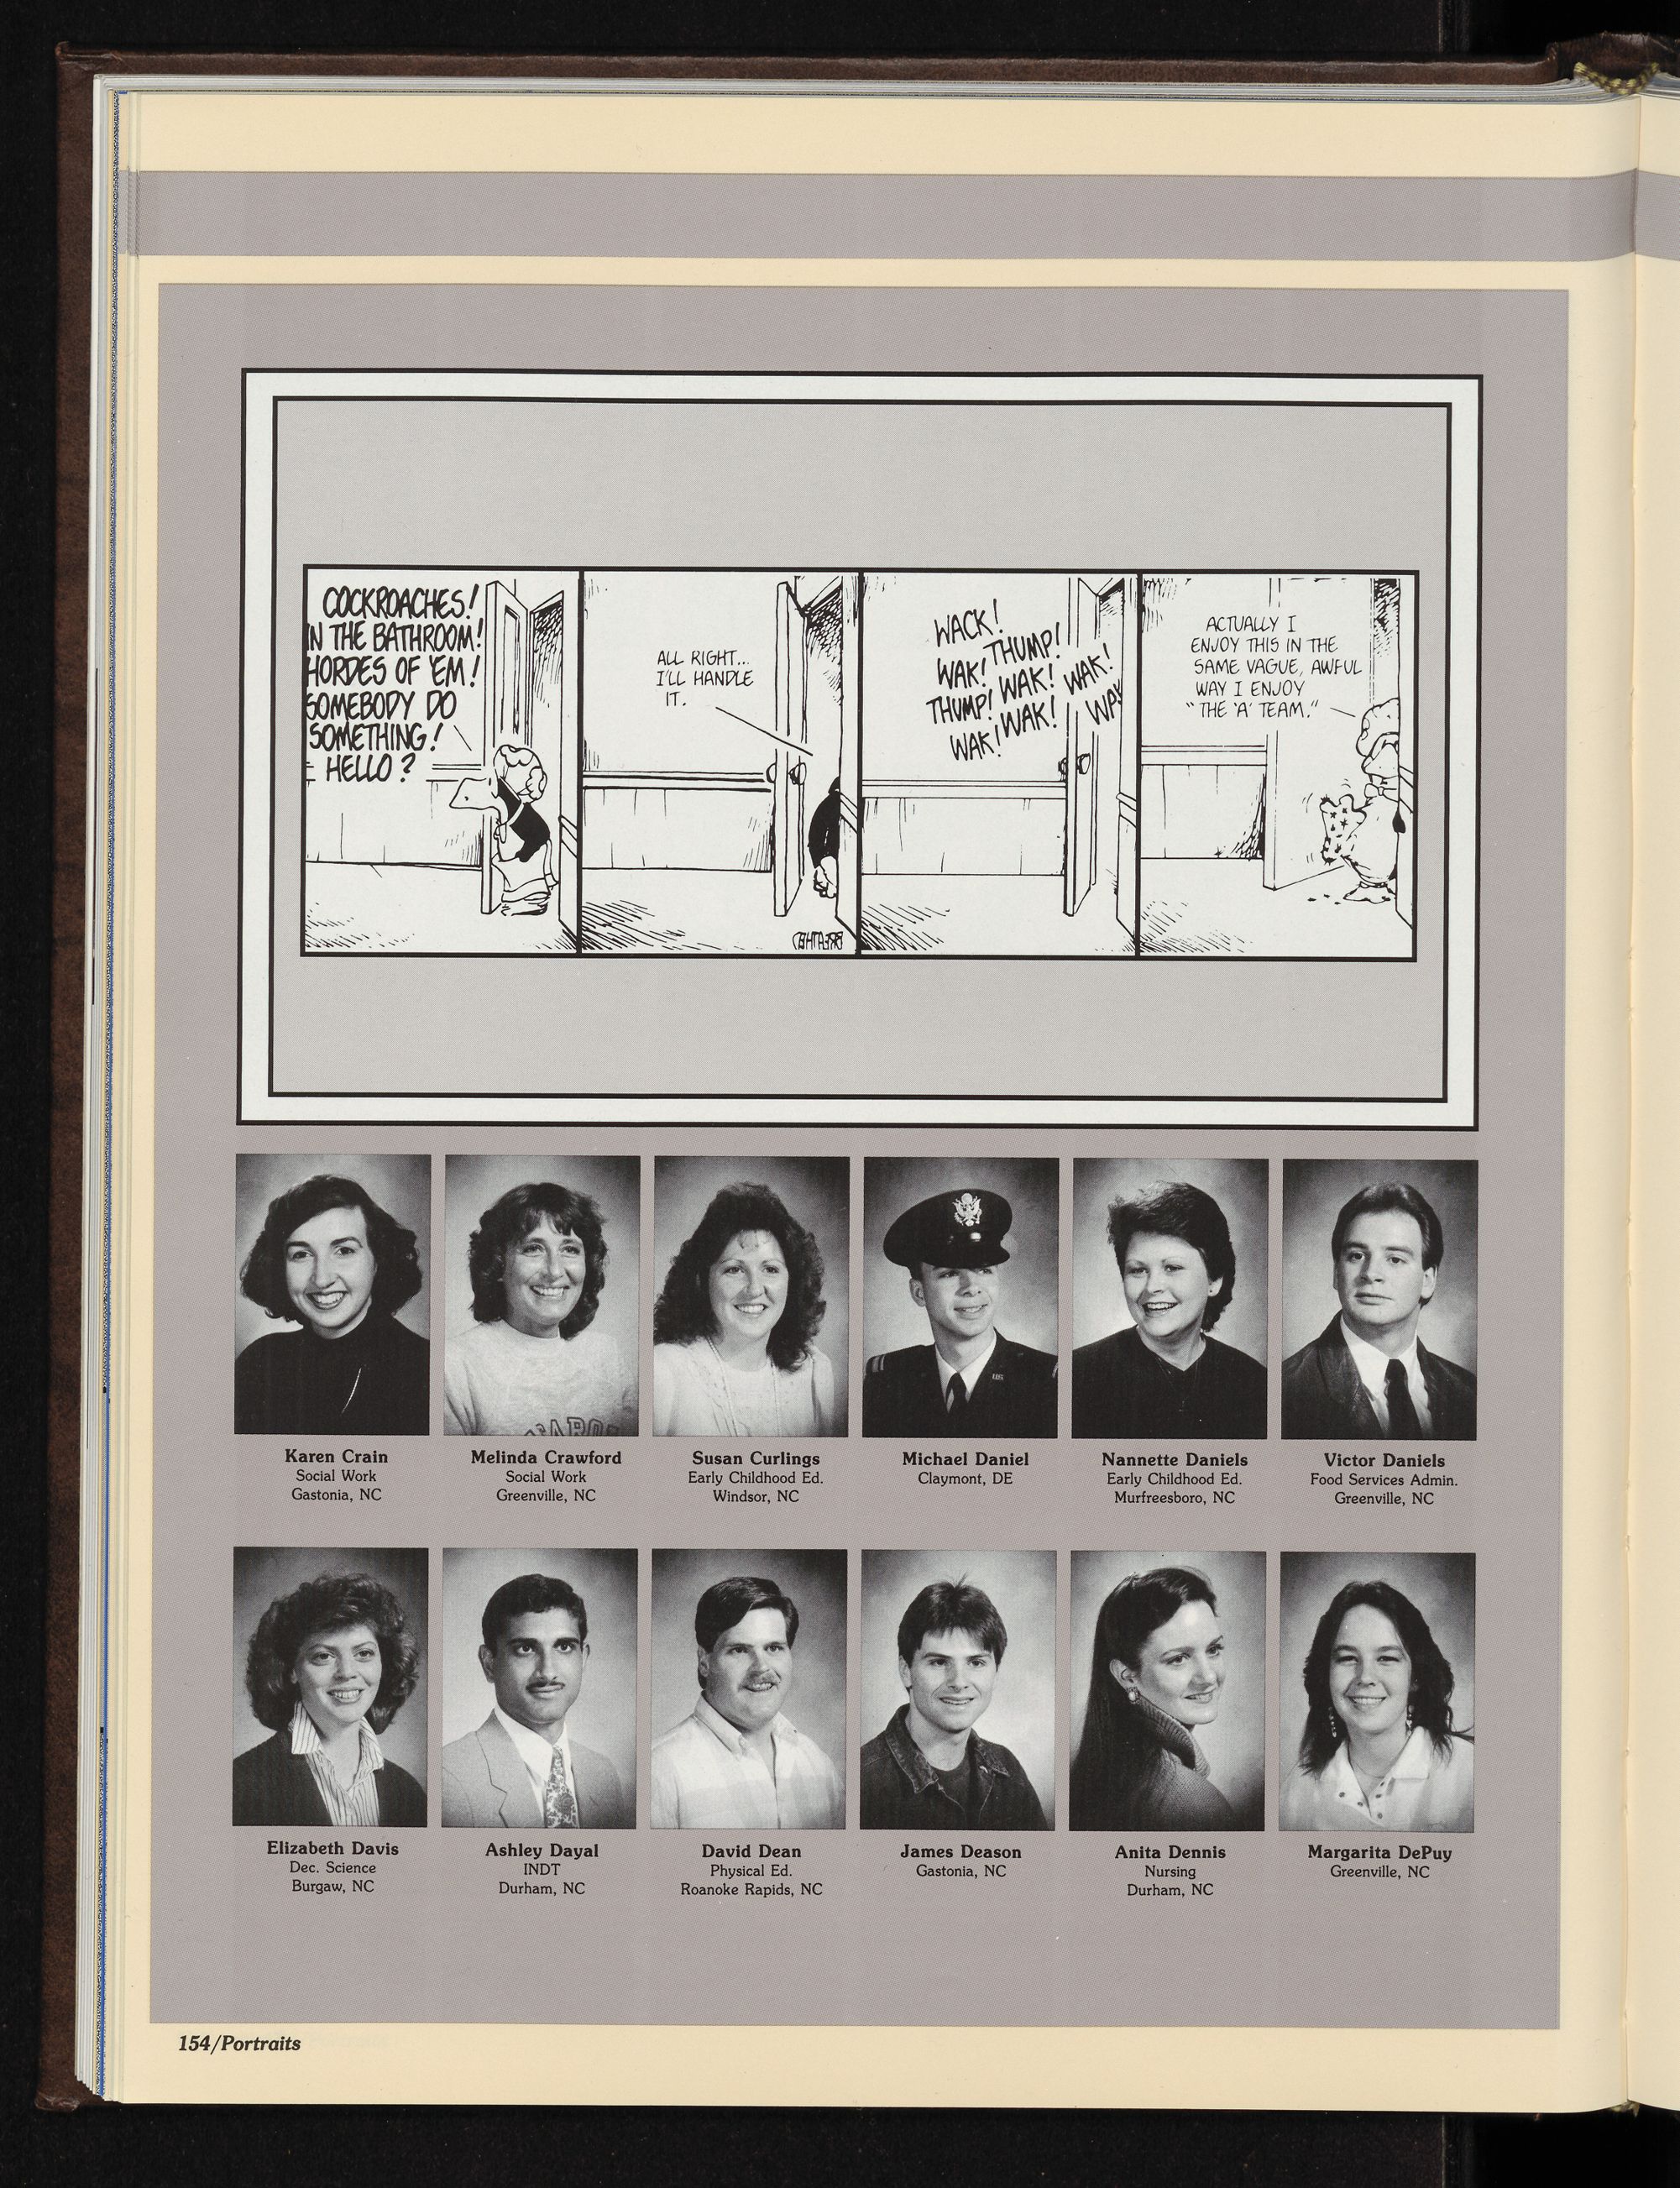 COCKROACHES!
IN THE BATHROOM!
HORDES OF 'EM!
SOMEBODY DO
SOMETHING!
HELLO?
ALL RIGHT...
I'LL HANDLE
IT.
BREATHED
WACK!
THUMP!
WAK!
WAK!
WAK!
THUMP!
WAK!
WAK!
WAK
ACTUALLY I
ENJOY THIS IN THE
SAME VAGUE, AWFUL
WAY I ENJOY
"THE 'A' TEAM."
Karen Crain
Social Work
Gastonia, NC
Melinda Crawford
Social Work
Greenville, NC
Susan Curlings
Early Childhood Ed.
Windsor, NC
Michael Daniel
Claymont, DE
Nannette Daniels
Early Childhood Ed.
Murfreesboro, NC
Victor Daniels
Food Services Admin.
Greenville, NC
Elizabeth Davis
Dec. Science
Burgaw, NC
Ashley Dayal
INDT
Durham, NC
David Dean
Physical Ed.
Roanoke Rapids, NC
James Deason
Gastonia, NC
Anita Dennis
Nursing
Durham, NC
Margarita DePuy
Greenville, NC
154/Portraits